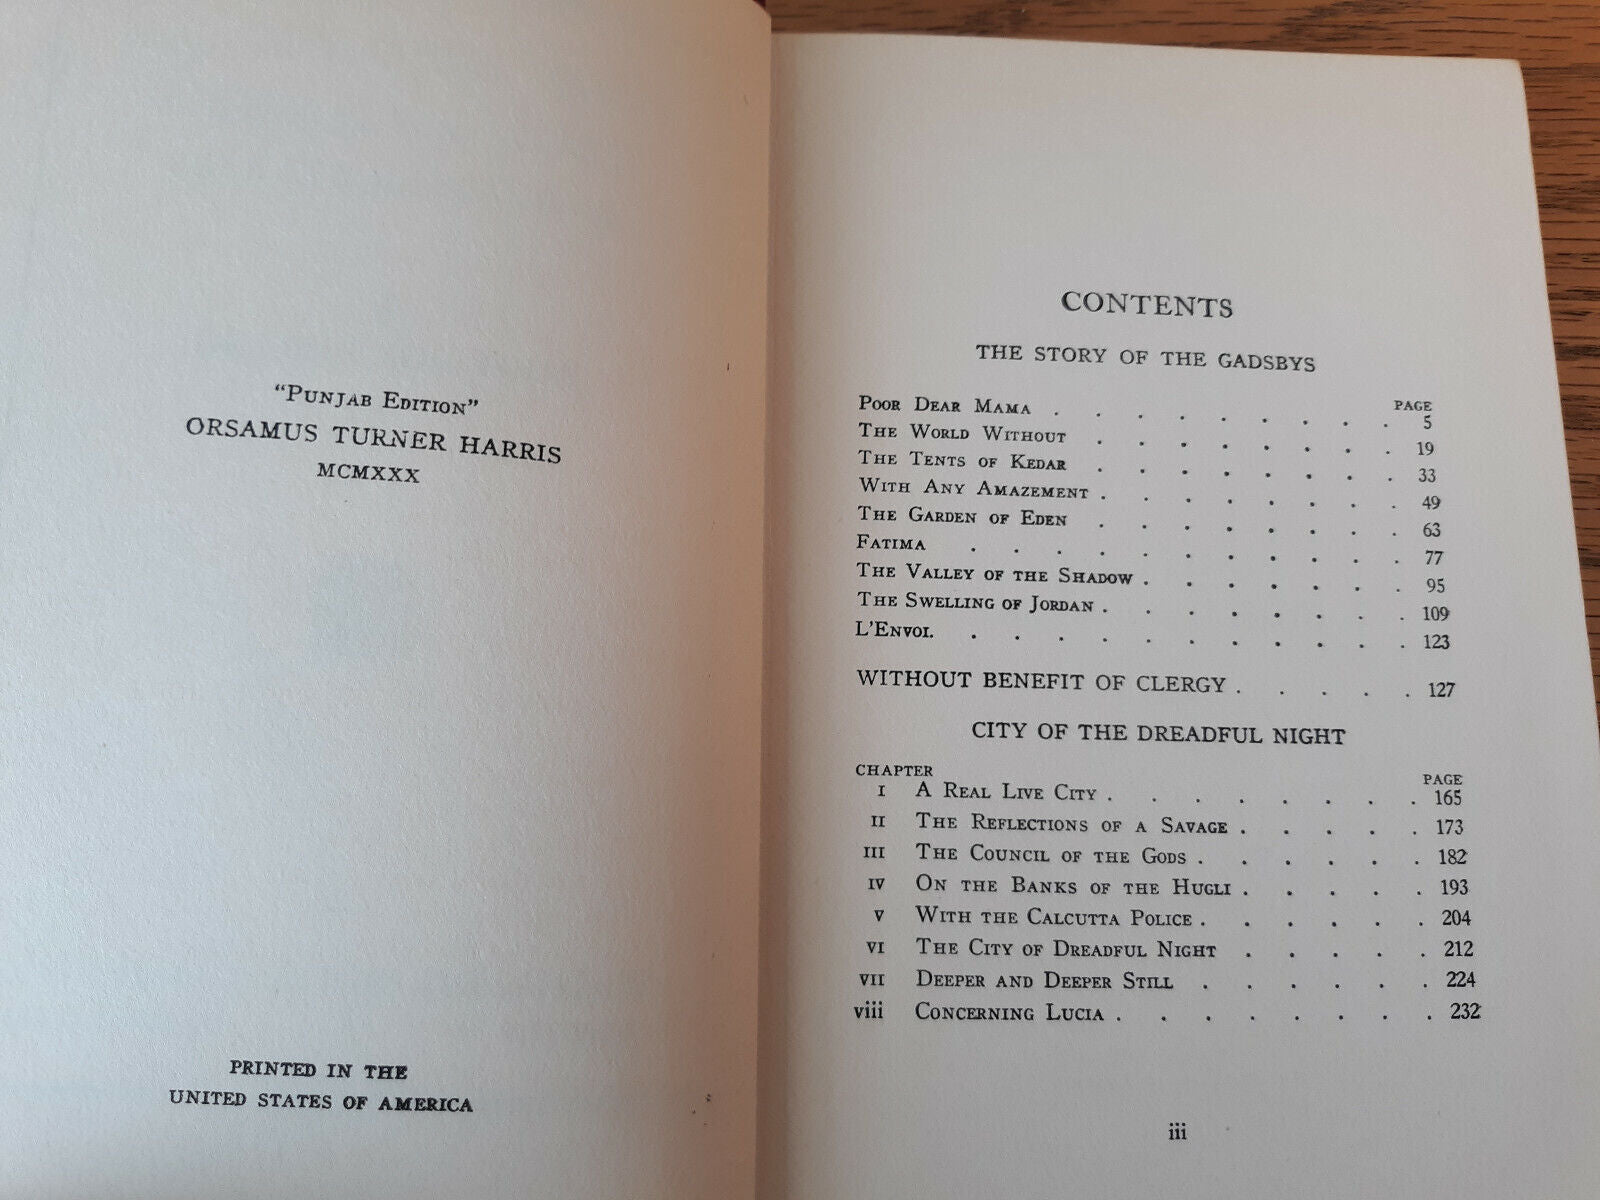 "Punjab Edition"
ORSAMUS TURNER HARRIS
MCMXXX
PRINTED IN THE
UNITED STATES OF AMERICA
CONTENTS
THE STORY OF THE GADSBYS
PAGE
Poor Dear Mama . . . . . . . . . 5
The World Without . . . . . . . . 19
The Tents of Kedar . . . . . . . . 33
With Any Amazement . . . . . . . . 49
The Garden of Eden . . . . . . . . 63
Fatima . . . . . . . . . . . 77
The Valley of the Shadow . . . . . . . 95
The Swelling of Jordan . . . . . . . . 109
L'Envoi. . . . . . . . . . . . 123
WITHOUT BENEFIT OF CLERGY . . . . . 127
CITY OF THE DREADFUL NIGHT
CHAPTER PAGE
I A Real Live City . . . . . . . . 165
II The Reflections of a Savage . . . . . 173
III The Council of the Gods . . . . . . 182
IV On the Banks of the Hugli . . . . . 193
V With the Calcutta Police . . . . . . 204
VI The City of Dreadful Night . . . . . 212
VII Deeper and Deeper Still . . . . . . 224
viii Concerning Lucia . . . . . . . . 232
iii